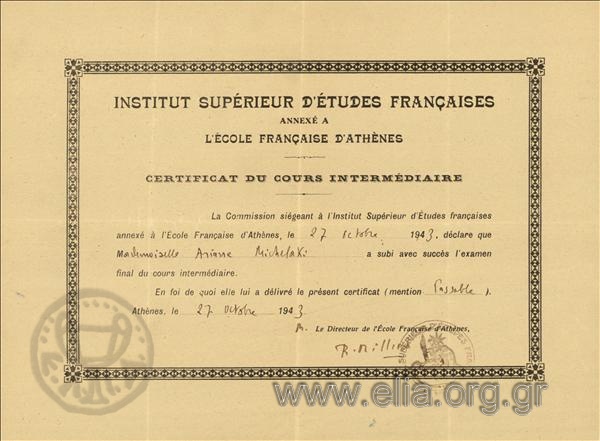 INSTITUT SUPÉRIEUR D'ÉTUDES FRANÇAISES
ANNEXÉ A
L'ÉCOLE FRANÇAISE D'ATHÈNES
CERTIFICAT DU COURS INTERMÉDIAIRE
La Commission siégeant à l'Institut Supérieur d'Études françaises
annexé à l'École Française d'Athènes, le 27 octobre 1943, déclare que
Mademoiselle Ariane Michelaki a subi avec succès l'examen
final du cours intermédiaire.
En foi de quoi elle lui a délivré le présent certificat (mention Passable).
Athènes, le 27 octobre 1943
Le Directeur de l'École Française d'Athènes,
www.elia.org.gr